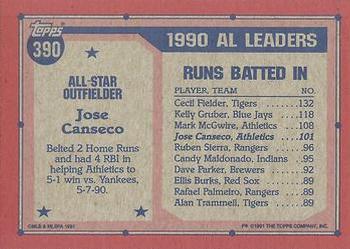 Topps
390
ALL-STAR
OUTFIELDER
Jose
Canseco
Belted 2 Home Runs
and had 4 RBI in
helping Athletics to
5-1 win vs. Yankees,
5-7-90.
©MLB & MLBPA 1991
1990 AL LEADERS
RUNS BATTED IN
PLAYER, TEAM NO.
Cecil Fielder, Tigers 132
Kelly Gruber, Blue Jays 118
Mark McGwire, Athletics 108
Jose Canseco, Athletics 101
Ruben Sierra, Rangers 96
Candy Maldonado, Indians 95
Dave Parker, Brewers 92
Ellis Burks, Red Sox 89
Rafael Palmeiro, Rangers 89
Alan Trammell, Tigers 89
© 1991 THE TOPPS COMPANY, INC.